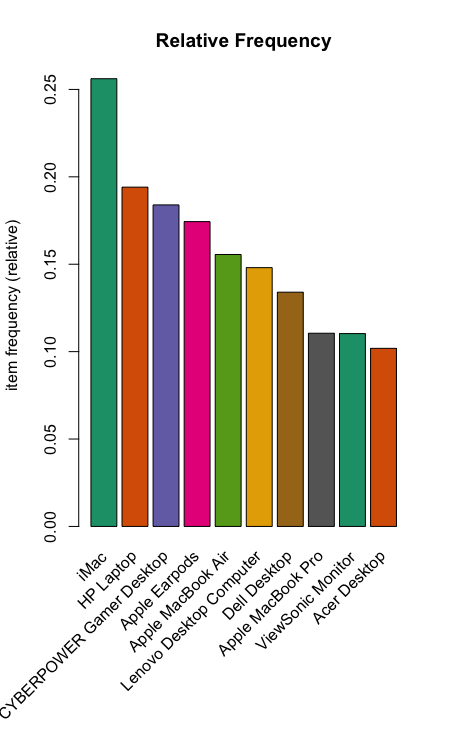 Relative Frequency
item frequency (relative)
0.25
0.20
0.15
0.10
0.05
0.00
iMac
HP Laptop
CYBERPOWER Gamer Desktop
Apple Earpods
Apple MacBook Air
Lenovo Desktop Computer
Dell Desktop
Apple MacBook Pro
ViewSonic Monitor
Acer Desktop